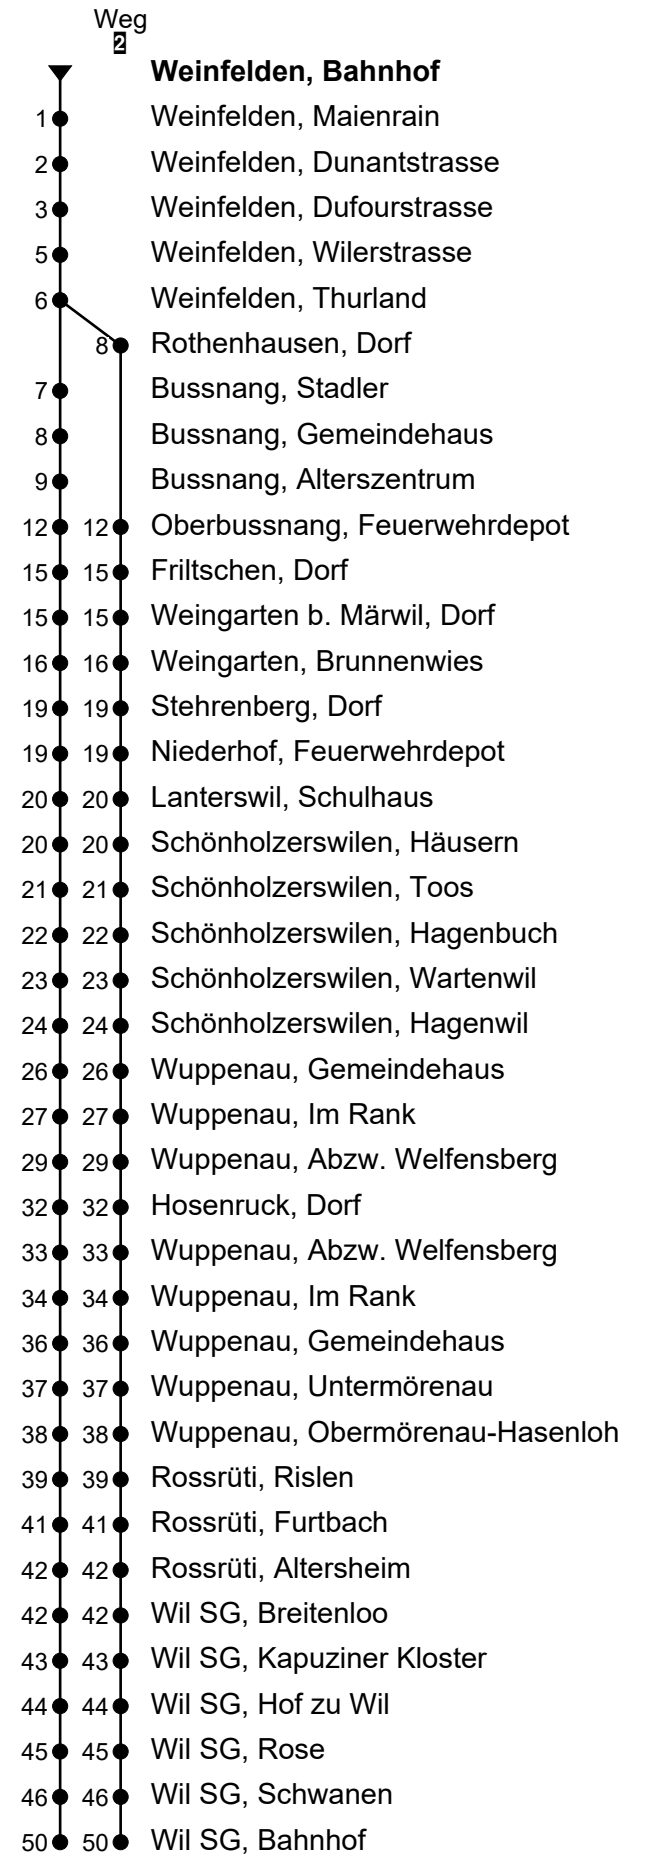 Weg
2
Weinfelden, Bahnhof
1 Weinfelden, Maienrain
2 Weinfelden, Dunantstrasse
3 Weinfelden, Dufourstrasse
5 Weinfelden, Wilerstrasse
6 Weinfelden, Thurland
8 Rothenhausen, Dorf
7 Bussnang, Stadler
8 Bussnang, Gemeindehaus
9 Bussnang, Alterszentrum
12 12 Oberbussnang, Feuerwehrdepot
15 15 Friltschen, Dorf
15 15 Weingarten b. Märwil, Dorf
16 16 Weingarten, Brunnenwies
19 19 Stehrenberg, Dorf
19 19 Niederhof, Feuerwehrdepot
20 20 Lanterswil, Schulhaus
20 20 Schönholzerswilen, Häusern
21 21 Schönholzerswilen, Toos
22 22 Schönholzerswilen, Hagenbuch
23 23 Schönholzerswilen, Wartenwil
24 24 Schönholzerswilen, Hagenwil
26 26 Wuppenau, Gemeindehaus
27 27 Wuppenau, Im Rank
29 29 Wuppenau, Abzw. Welfensberg
32 32 Hosenruck, Dorf
33 33 Wuppenau, Abzw. Welfensberg
34 34 Wuppenau, Im Rank
36 36 Wuppenau, Gemeindehaus
37 37 Wuppenau, Untermörenau
38 38 Wuppenau, Obermörenau-Hasenloh
39 39 Rossrüti, Rislen
41 41 Rossrüti, Furtbach
42 42 Rossrüti, Altersheim
42 42 Wil SG, Breitenloo
43 43 Wil SG, Kapuziner Kloster
44 44 Wil SG, Hof zu Wil
45 45 Wil SG, Rose
46 46 Wil SG, Schwanen
50 50 Wil SG, Bahnhof